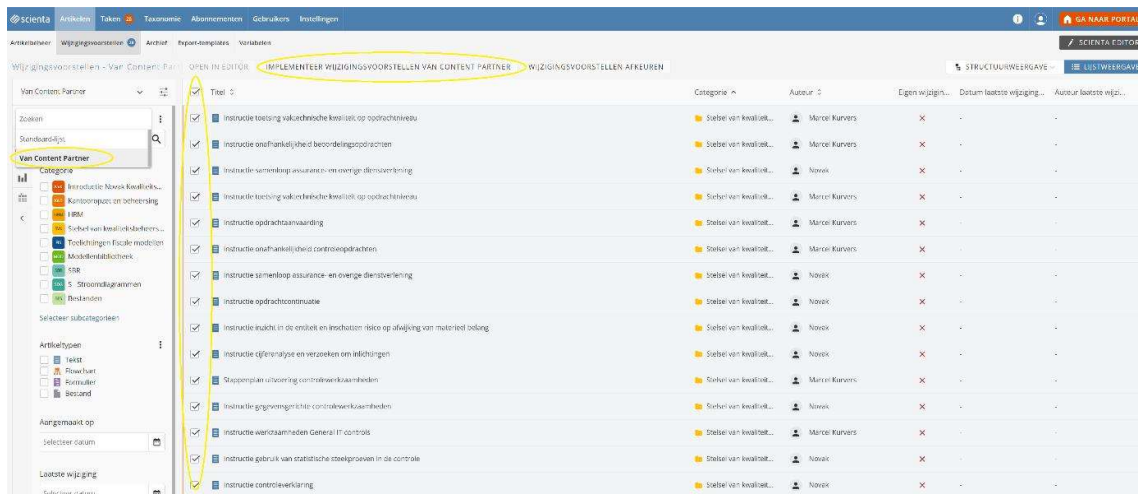 scienta Artikelen Taken 28 Taxonomie Abonnementen Gebruikers Instellingen GA NAAR PORTAL
Artikelbeheer Wijzigingsvoorstellen Archief Export-templates Variabelen SCIENTA EDITOR
Wijzigingsvoorstellen - Van Content Par OPEN IN EDITOR IMPLEMENTEER WIJZIGINGSVOORSTELLEN VAN CONTENT PARTNER WIJZIGINGSVOORSTELLEN AFKEUREN STRUCTUURWEERGAVE LIJSTWEERGAVE
Van Content Partner Titel Categorie Auteur Eigen wijzigin... Datum laatste wijziging... Auteur laatste wijzi...
Zoeken
Standaard-lijst
Van Content Partner
Categorie
Introductie Novak Kwaliteits...
Kantooropzet en beheersing
HRM
Stelsel van kwaliteitsbeheers...
Toelichtingen fiscale modellen
Modellenbibliotheek
SBR
S Stroomdiagrammen
Bestanden
Selecteer subcategorieën
Artikeltypen
Tekst
Flowchart
Formulier
Bestand
Aangemaakt op
Selecteer datum
Laatste wijziging
Selecteer datum
Instructie toetsing vaktechnische kwaliteit op opdrachtniveau Stelsel van kwaliteit... Marcel Kurvers -  -
Instructie onafhankelijkheid beoordelingsopdrachten Stelsel van kwaliteit... Marcel Kurvers - -
Instructie samenloop assurance- en overige dienstverlening Stelsel van kwaliteit... Novak - -
Instructie toetsing vaktechnische kwaliteit op opdrachtniveau Stelsel van kwaliteit... Marcel Kurvers - -
Instructie opdrachtaanvaarding Stelsel van kwaliteit... Marcel Kurvers - -
Instructie onafhankelijkheid controleopdrachten Stelsel van kwaliteit... Marcel Kurvers - -
Instructie samenloop assurance- en overige dienstverlening Stelsel van kwaliteit... Novak - -
Instructie opdrachtcontinuatie Stelsel van kwaliteit... Novak - -
Instructie inzicht in de entiteit en inschatten risico op afwijking van materieel belang Stelsel van kwaliteit... Novak - -
Instructie cijferanalyse en verzoeken om inlichtingen Stelsel van kwaliteit... Novak - -
Stappenplan uitvoering controlewerkzaamheden Stelsel van kwaliteit... Marcel Kurvers - -
Instructie gegevensgerichte controlewerkzaamheden Stelsel van kwaliteit... Novak - -
Instructie werkzaamheden General IT controls Stelsel van kwaliteit... Marcel Kurvers - -
Instructie gebruik van statistische steekproeven in de controle Stelsel van kwaliteit... Novak - -
Instructie controleverklaring Stelsel van kwaliteit... Novak - -